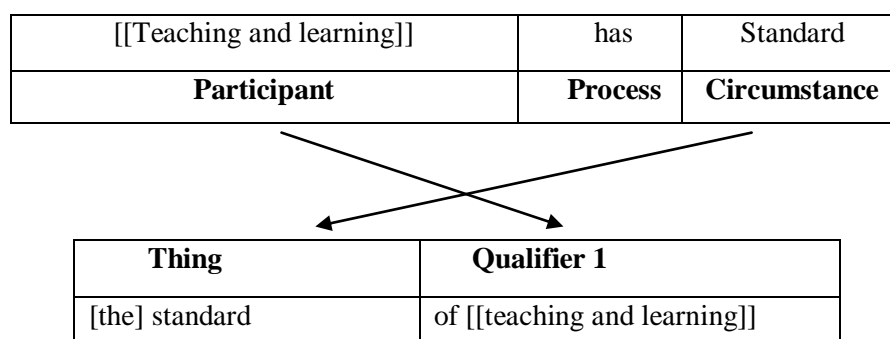 [[Teaching and learning]] has Standard
Participant Process Circumstance
Thing Qualifier 1
[the] standard of [[teaching and learning]]